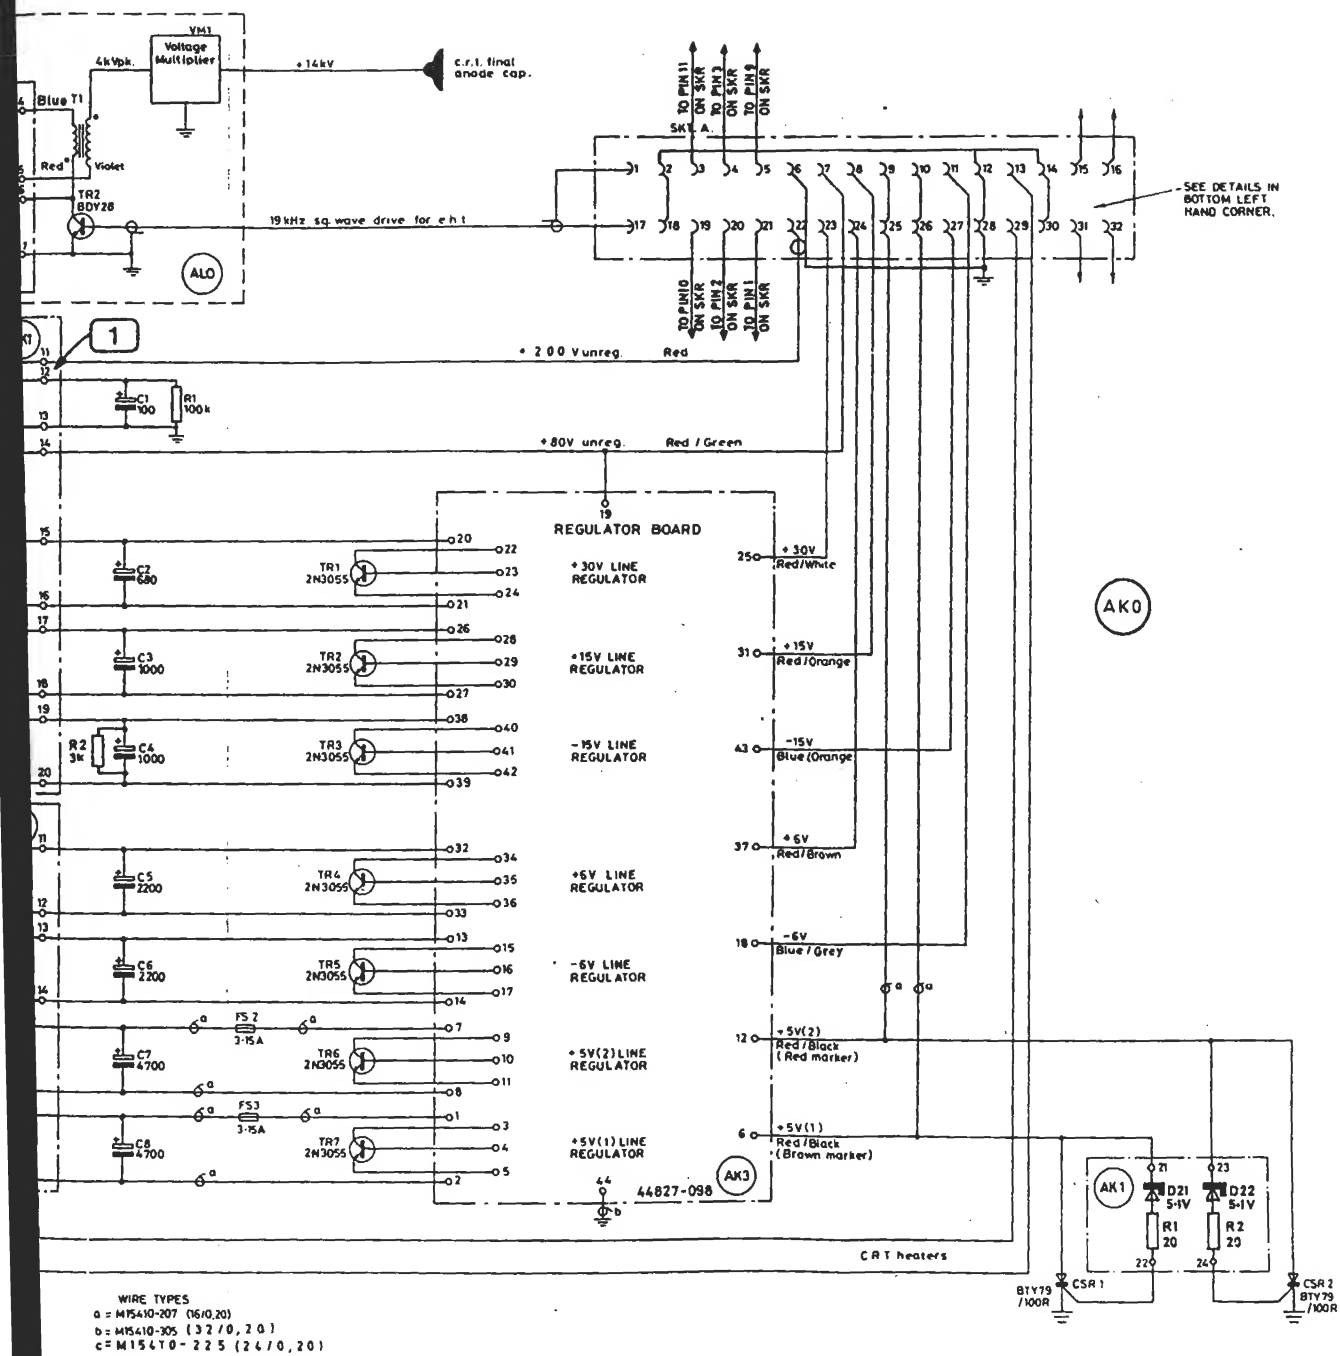 VM1
Voltage
Multiplier
4kVpk.
+14kV
c.r.t. final
anode cap.
Blue T1
Red
Violet
TR2
BDY28
19kHz sq. wave drive for e.h.t
AL0
TO PIN 11
ON SKR
TO PIN 3
ON SKR
TO PIN 9
ON SKR
SKT. A.
1 2 3 4 5 6 7 8 9 10 11 12 13 14 15 16
17 18 19 20 21 22 23 24 25 26 27 28 29 30 31 32
SEE DETAILS IN
BOTTOM LEFT
HAND CORNER.
TO PIN 10
ON SKR
TO PIN 2
ON SKR
TO PIN 1
ON SKR
1
11
+200V unreg. Red
12
C1
100
R1
100k
13
14
+80V unreg. Red/Green
19
REGULATOR BOARD
15
20
22
TR1
2N3055
23
24
C2
680
+30V LINE
REGULATOR
25
+30V
Red/White
16
21
17
26
28
TR2
2N3055
29
30
C3
1000
+15V LINE
REGULATOR
31
+15V
Red/Orange
18
27
19
38
40
R2
3k
C4
1000
TR3
2N3055
41
42
-15V LINE
REGULATOR
43
-15V
Blue/Orange
20
39
AK0
11
32
34
C5
2200
TR4
2N3055
35
36
+6V LINE
REGULATOR
37
+6V
Red/Brown
12
33
13
13
15
C6
2200
TR5
2N3055
16
17
-6V LINE
REGULATOR
18
-6V
Blue/Grey
14
14
a a
a FS2 a
3·15A
7
9
C7
4700
TR6
2N3055
10
11
+5V(2) LINE
REGULATOR
12
+5V(2)
Red/Black
(Red marker)
a
8
a FS3 a
3·15A
1
3
C8
4700
TR7
2N3055
4
5
+5V(1) LINE
REGULATOR
6
+5V(1)
Red/Black
(Brown marker)
a
2
44
b
44827-098
AK3
AK1
21
23
D21
5·1V
D22
5·1V
R1
20
R2
20
22
24
CRT heaters
CSR1
BTY79
/100R
CSR2
BTY79
/100R
WIRE TYPES
a = M15410-207 (16/0,20)
b = M15410-305 (32/0,20)
c = M15410-225 (24/0,20)